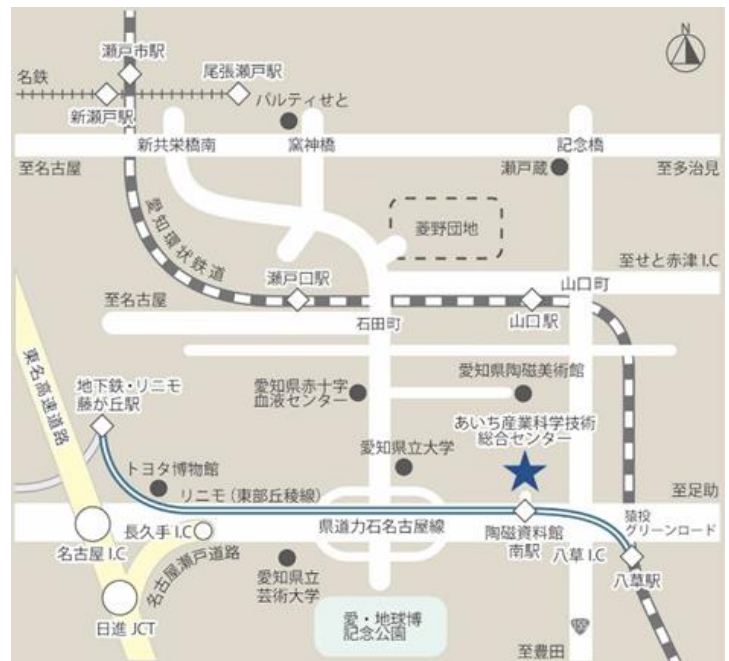 N
瀬戸市駅
名鉄
尾張瀬戸駅
新瀬戸駅
パルティせと
新共栄橋南
窯神橋
記念橋
至名古屋
瀬戸蔵
至多治見
愛知環状鉄道
菱野団地
瀬戸口駅
至せと赤津 I.C
山口町
至名古屋
石田町
山口駅
東名高速道路
地下鉄・リニモ
藤が丘駅
愛知県赤十字
血液センター
愛知県陶磁美術館
あいち産業科学技術
総合センター
愛知県立大学
トヨタ博物館
リニモ（東部丘陵線）
至足助
長久手 I.C
県道力石名古屋線
陶磁資料館
南駅
猿投
グリーンロード
名古屋 I.C
八草 I.C
名古屋瀬戸道路
愛知県立
芸術大学
八草駅
日進 JCT
愛・地球博
記念公園
至豊田